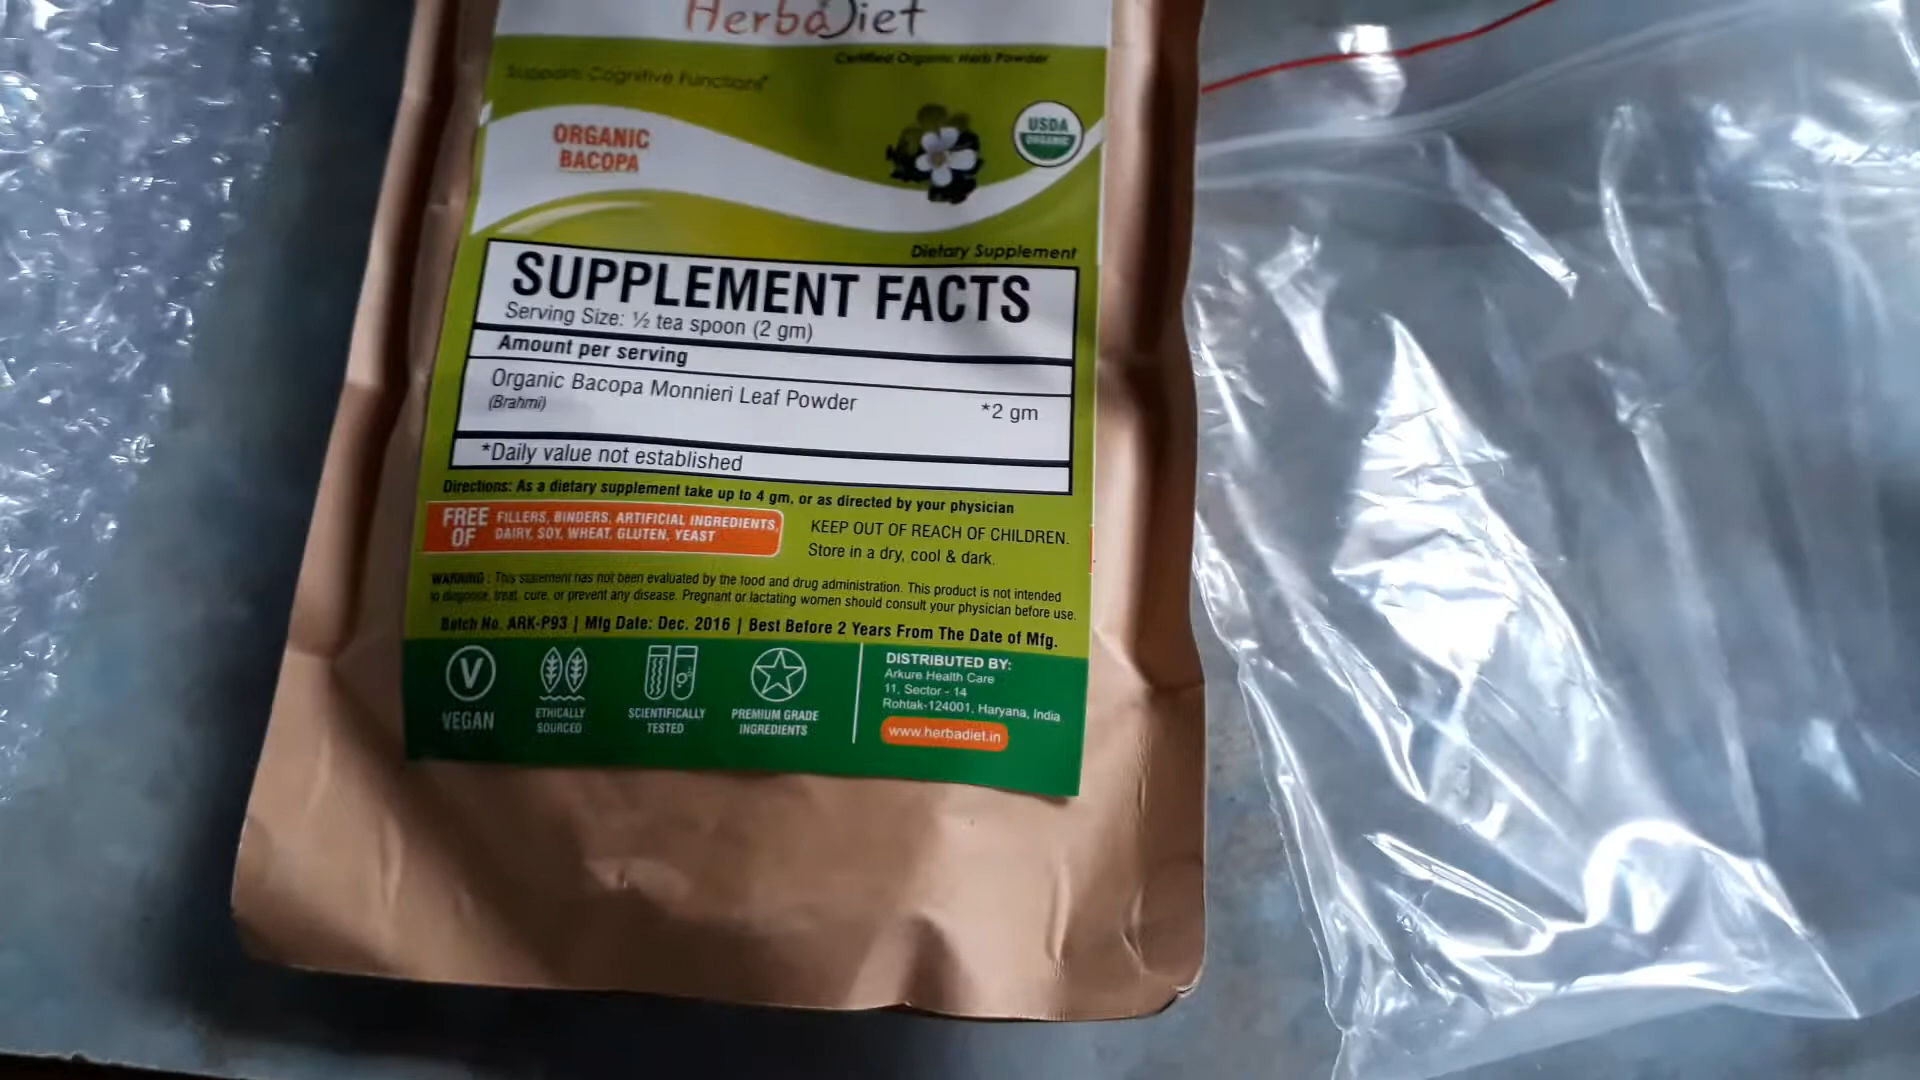 HerbaDiet
Certified Organic Herb Powder
Supports Cognitive Functions*
ORGANIC
BACOPA
USDA
ORGANIC
Dietary Supplement
SUPPLEMENT FACTS
Serving Size: ½ tea spoon (2 gm)
Amount per serving
Organic Bacopa Monnieri Leaf Powder *2 gm
(Brahmi)
*Daily value not established
Directions: As a dietary supplement take up to 4 gm, or as directed by your physician
FREE OF
FILLERS, BINDERS, ARTIFICIAL INGREDIENTS,
DAIRY, SOY, WHEAT, GLUTEN, YEAST
KEEP OUT OF REACH OF CHILDREN.
Store in a dry, cool & dark.
WARNING : This statement has not been evaluated by the food and drug administration. This product is not intended
to diagnose, treat, cure, or prevent any disease. Pregnant or lactating women should consult your physician before use.
Batch No. ARK-P93 | Mfg Date: Dec. 2016 | Best Before 2 Years From The Date of Mfg.
V
VEGAN
ETHICALLY
SOURCED
SCIENTIFICALLY
TESTED
PREMIUM GRADE
INGREDIENTS
DISTRIBUTED BY:
Arkure Health Care
11, Sector - 14
Rohtak-124001, Haryana, India
www.herbadiet.in